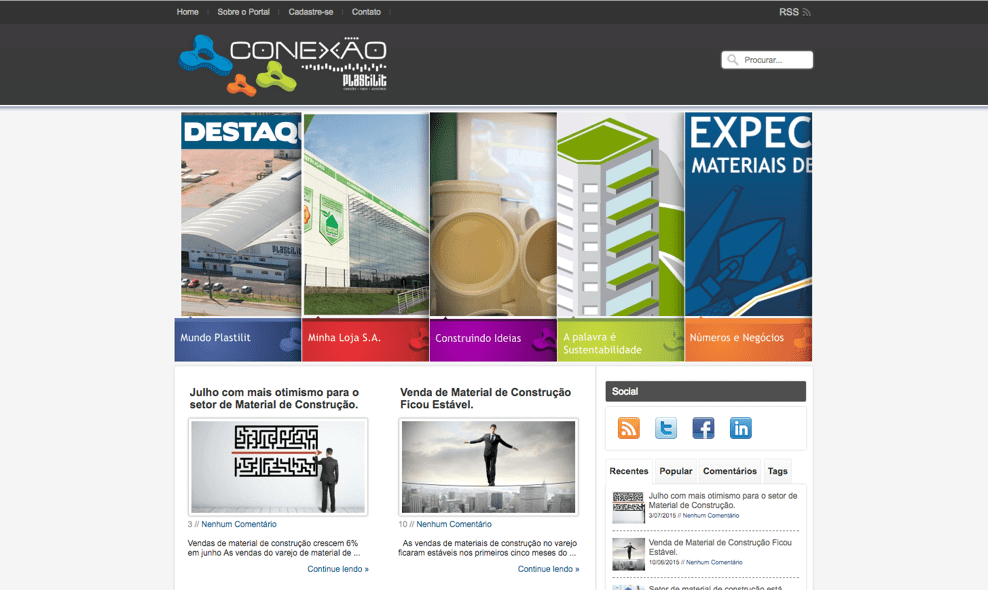 Home
Sobre o Portal
Cadastre-se
Contato
RSS
CONEXÃO
PLASTILIT
Procurar...
DESTAQ
EXPEC
MATERIAIS DE
PLASTILIT
Mundo Plastilit
Minha Loja S.A.
Construindo Ideias
A palavra é
Sustentabilidade
Números e Negócios
Julho com mais otimismo para o
setor de Material de Construção.
3 // Nenhum Comentário
Vendas de material de construção crescem 6%
em junho As vendas do varejo de material de ...
Continue lendo »
Venda de Material de Construção
Ficou Estável.
10 // Nenhum Comentário
As vendas de materiais de construção no varejo
ficaram estáveis nos primeiros cinco meses do ...
Continue lendo »
Social
Recentes
Popular
Comentários
Tags
Julho com mais otimismo para o setor de
Material de Construção.
3/07/2015 // Nenhum Comentário
Venda de Material de Construção Ficou
Estável.
10/06/2015 // Nenhum Comentário
Setor de material de construção está